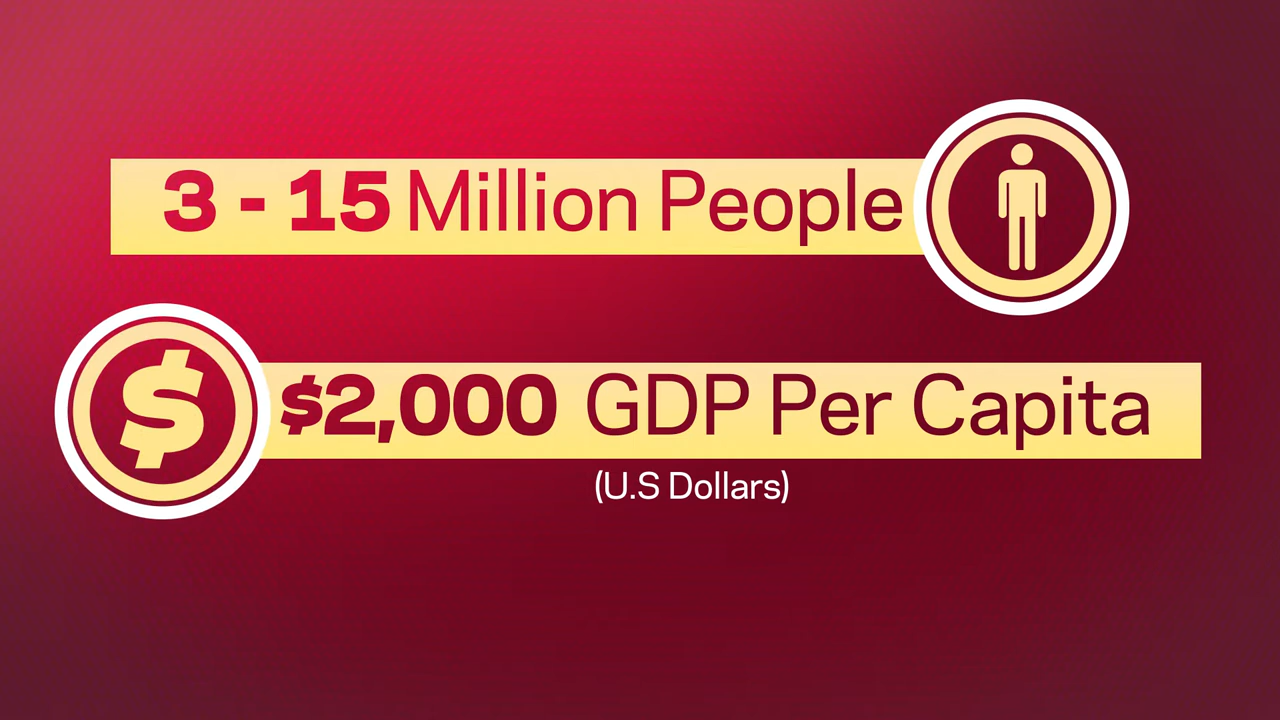 3 - 15 Million People
$2,000 GDP Per Capita
(U.S Dollars)